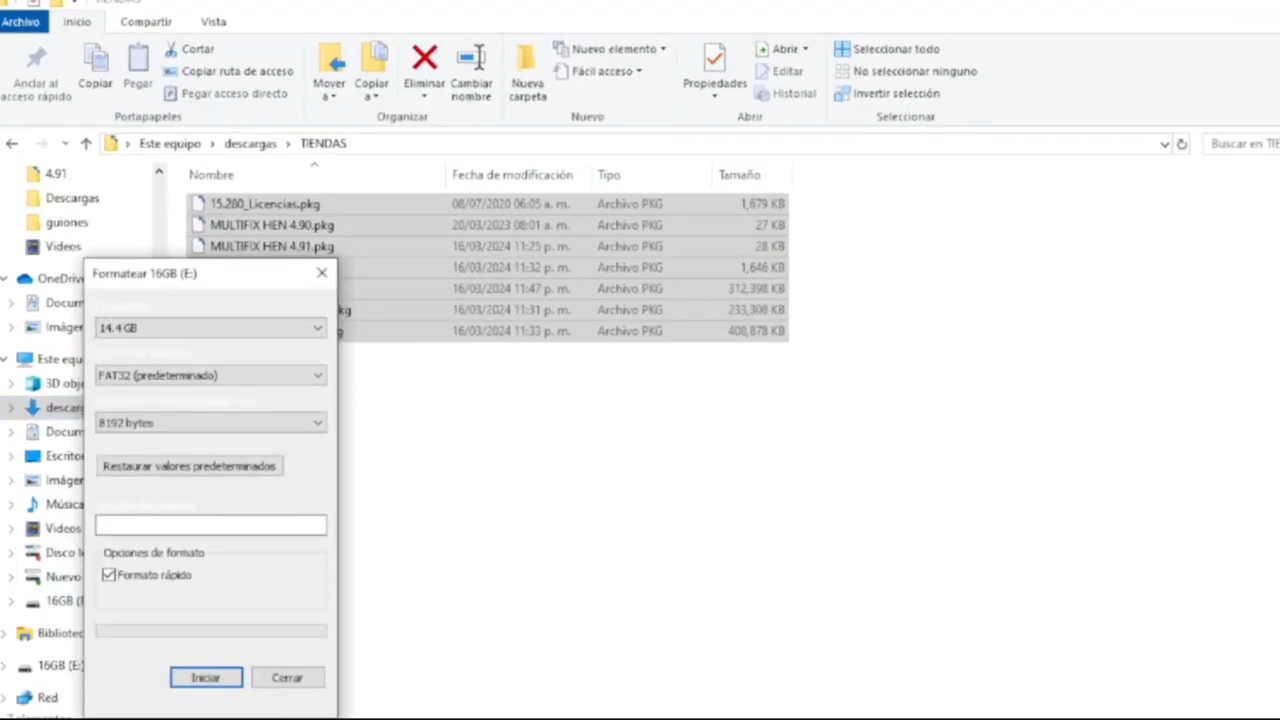 TIENDAS
Archivo Inicio Compartir Vista
Anclar al acceso rápido
Copiar
Pegar
Cortar
Copiar ruta de acceso
Pegar acceso directo
Portapapeles
Mover a
Copiar a
Eliminar
Cambiar nombre
Organizar
Nueva carpeta
Nuevo elemento
Fácil acceso
Nuevo
Propiedades
Abrir
Editar
Historial
Abrir
Seleccionar todo
No seleccionar ninguno
Invertir selección
Seleccionar
Este equipo > descargas > TIENDAS
Buscar en TIE
4.91
Descargas
guiones
Videos
OneDrive
Docum
Imáger
Este equ
3D obje
descarg
Docum
Escrito
Imáger
Música
Videos
Disco l
Nuevo
16GB (
Bibliotec
16GB (E:)
Red
7 elementos
Nombre Fecha de modificación Tipo Tamaño
15.280_Licencias.pkg 08/07/2020 06:05 a. m. Archivo PKG 1,679 KB
MULTIFIX HEN 4.90.pkg 20/03/2023 08:01 a. m. Archivo PKG 27 KB
MULTIFIX HEN 4.91.pkg 16/03/2024 11:25 p. m. Archivo PKG 28 KB
16/03/2024 11:32 p. m. Archivo PKG 1,646 KB
16/03/2024 11:47 p. m. Archivo PKG 312,398 KB
kg 16/03/2024 11:31 p. m. Archivo PKG 233,308 KB
g 16/03/2024 11:33 p. m. Archivo PKG 408,878 KB
Formatear 16GB (E:)
14.4 GB
FAT32 (predeterminado)
8192 bytes
Restaurar valores predeterminados
Opciones de formato
Formato rápido
Iniciar
Cerrar